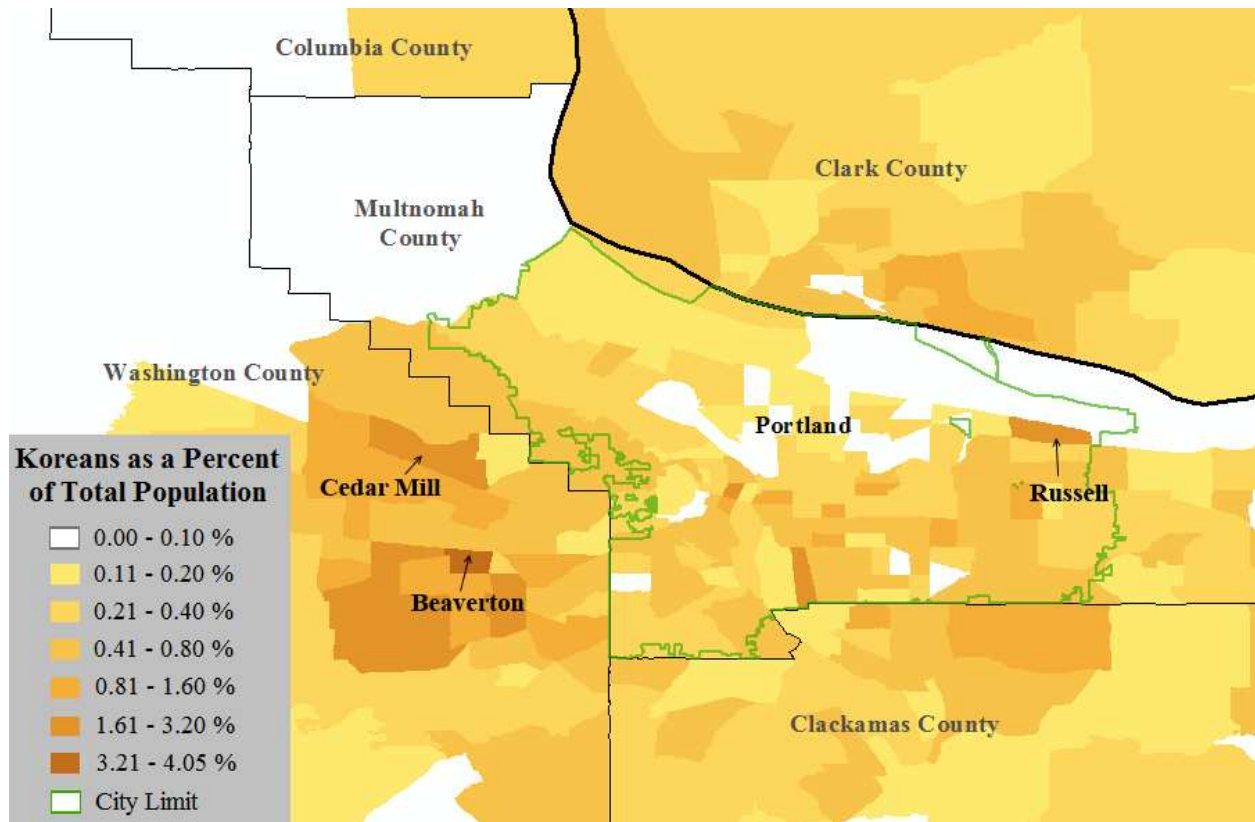 Columbia County
Clark County
Multnomah
County
Washington County
Portland
Cedar Mill
Russell
Beaverton
Clackamas County
Koreans as a Percent
of Total Population
0.00 - 0.10 %
0.11 - 0.20 %
0.21 - 0.40 %
0.41 - 0.80 %
0.81 - 1.60 %
1.61 - 3.20 %
3.21 - 4.05 %
City Limit